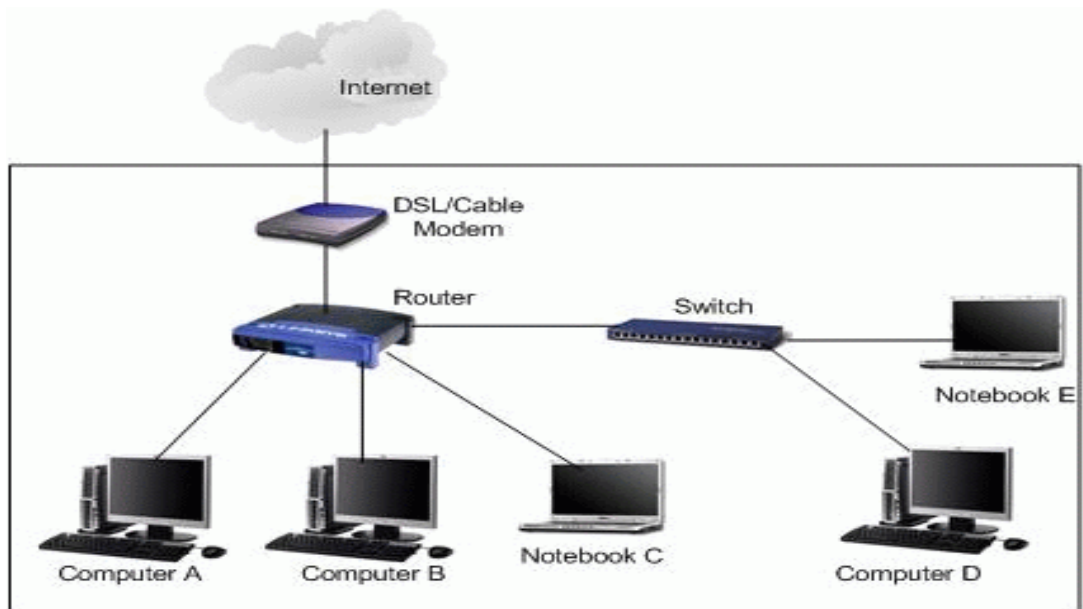 Internet
DSL/Cable
Modem
Router
Switch
Notebook E
Computer A
Computer B
Notebook C
Computer D